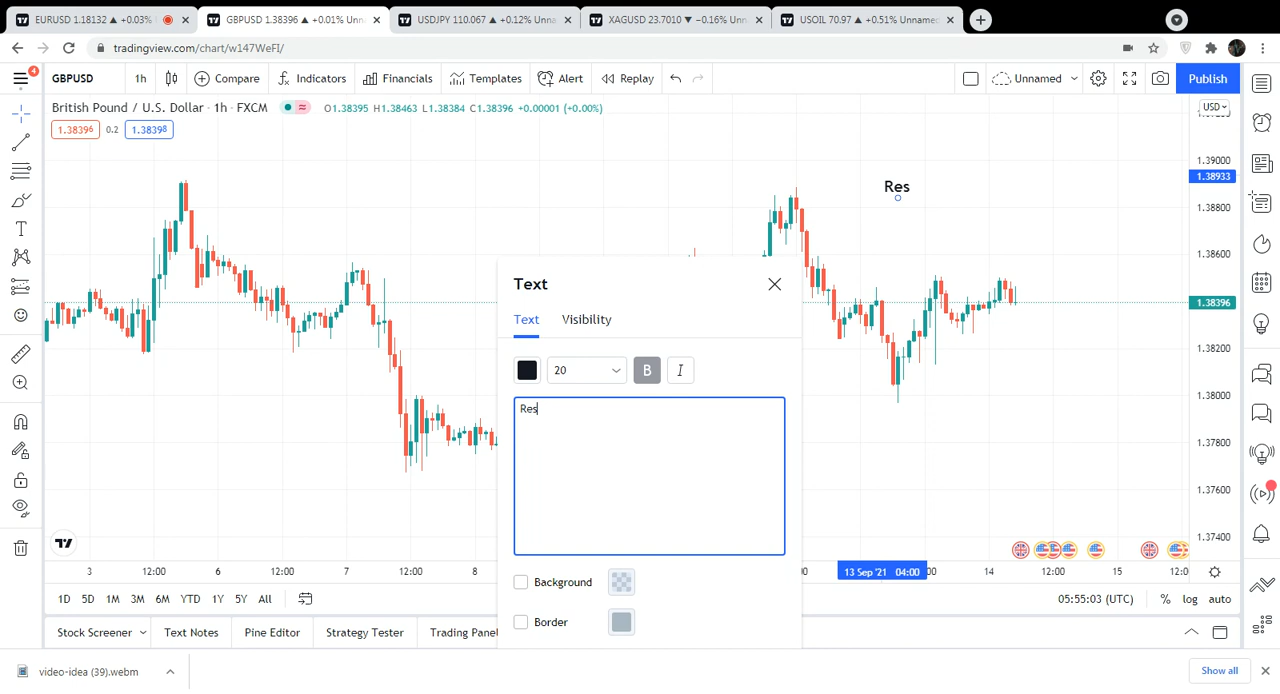 EURUSD 1.18132 ▲ +0.03%
GBPUSD 1.38396 ▲ +0.01% Unn
USDJPY 110.067 ▲ +0.12% Unna
XAGUSD 23.7010 ▼ −0.16% Unn
USOIL 70.97 ▲ +0.51% Unnamed
tradingview.com/chart/w147WeFI/
4
GBPUSD
1h
Compare
Indicators
Financials
Templates
Alert
Replay
Unnamed
Publish
British Pound / U.S. Dollar · 1h · FXCM
O1.38395 H1.38463 L1.38384 C1.38396 +0.00001 (+0.00%)
USD
1.38396
0.2
1.38398
1.39000
1.38933
Res
1.38800
1.38600
1.38396
1.38200
1.38000
1.37800
1.37600
1.37400
Text
Text
Visibility
20
B
I
Res
Background
Border
3
12:00
6
12:00
7
12:00
8
13 Sep '21 04:00
14
12:00
15
1D 5D 1M 3M 6M YTD 1Y 5Y All
05:55:03 (UTC)
% log auto
Stock Screener
Text Notes
Pine Editor
Strategy Tester
Trading Panel
video-idea (39).webm
Show all